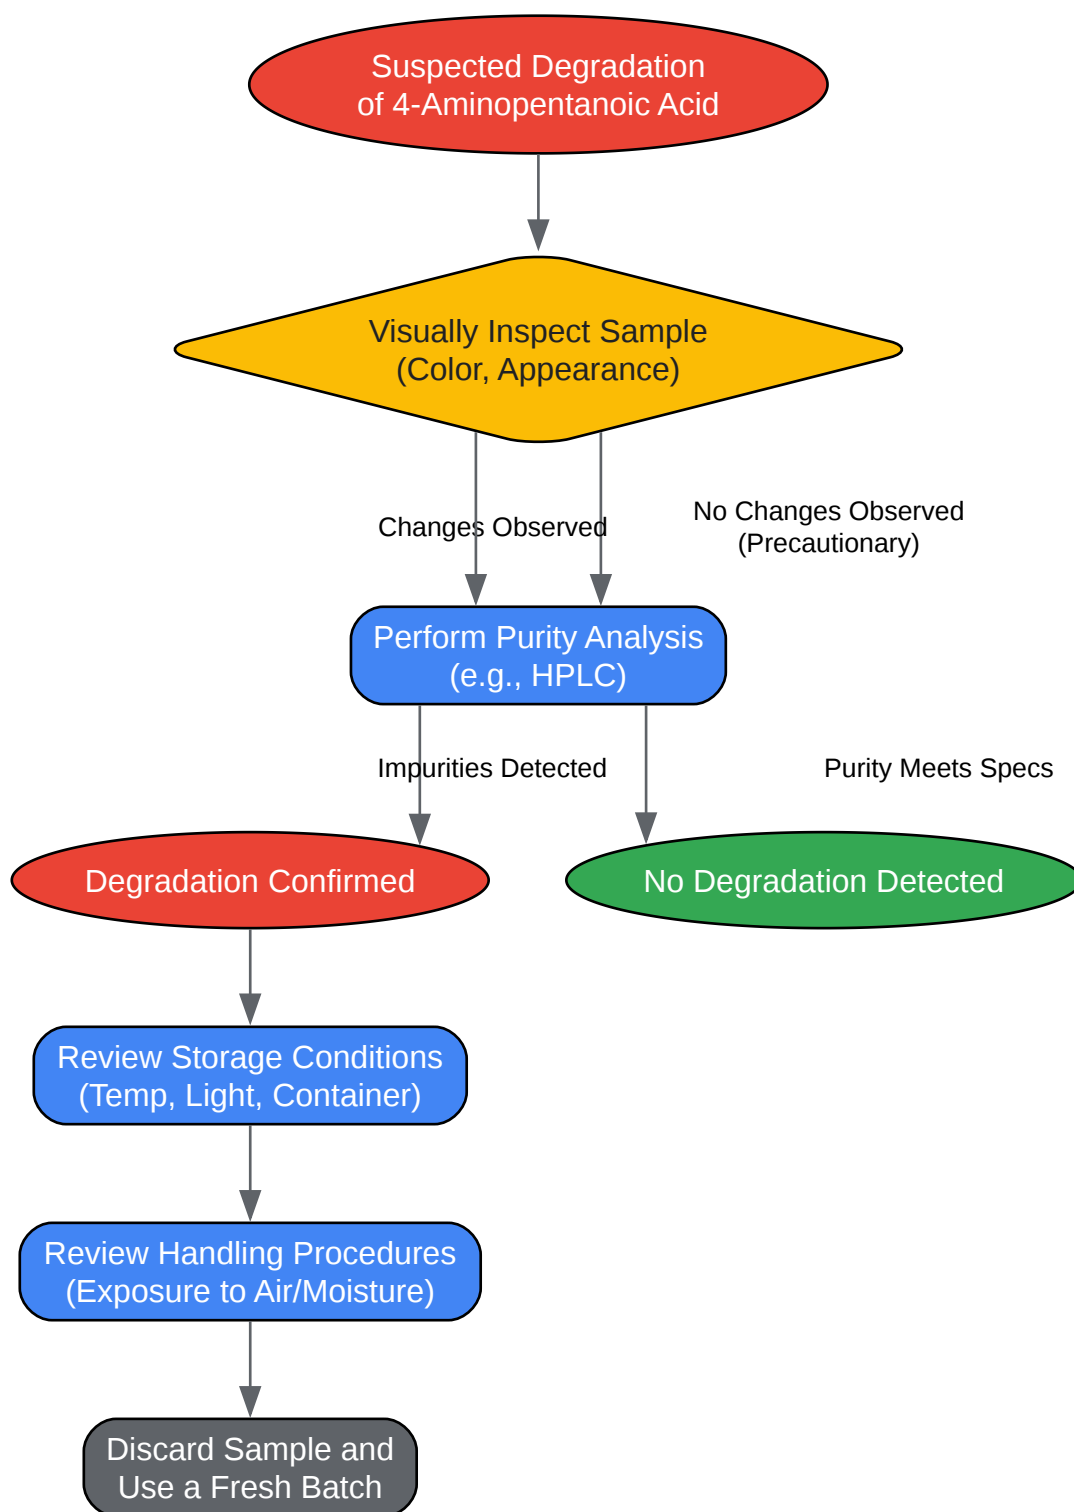 Suspected Degradation
of 4-Aminopentanoic Acid
Visually Inspect Sample
(Color, Appearance)
Changes Observed
No Changes Observed
(Precautionary)
Perform Purity Analysis
(e.g., HPLC)
Impurities Detected
Purity Meets Specs
Degradation Confirmed
No Degradation Detected
Review Storage Conditions
(Temp, Light, Container)
Review Handling Procedures
(Exposure to Air/Moisture)
Discard Sample and
Use a Fresh Batch